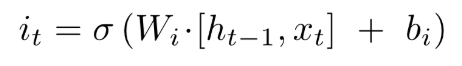 i_t = σ (W_i·[h_{t−1}, x_t] + b_i)